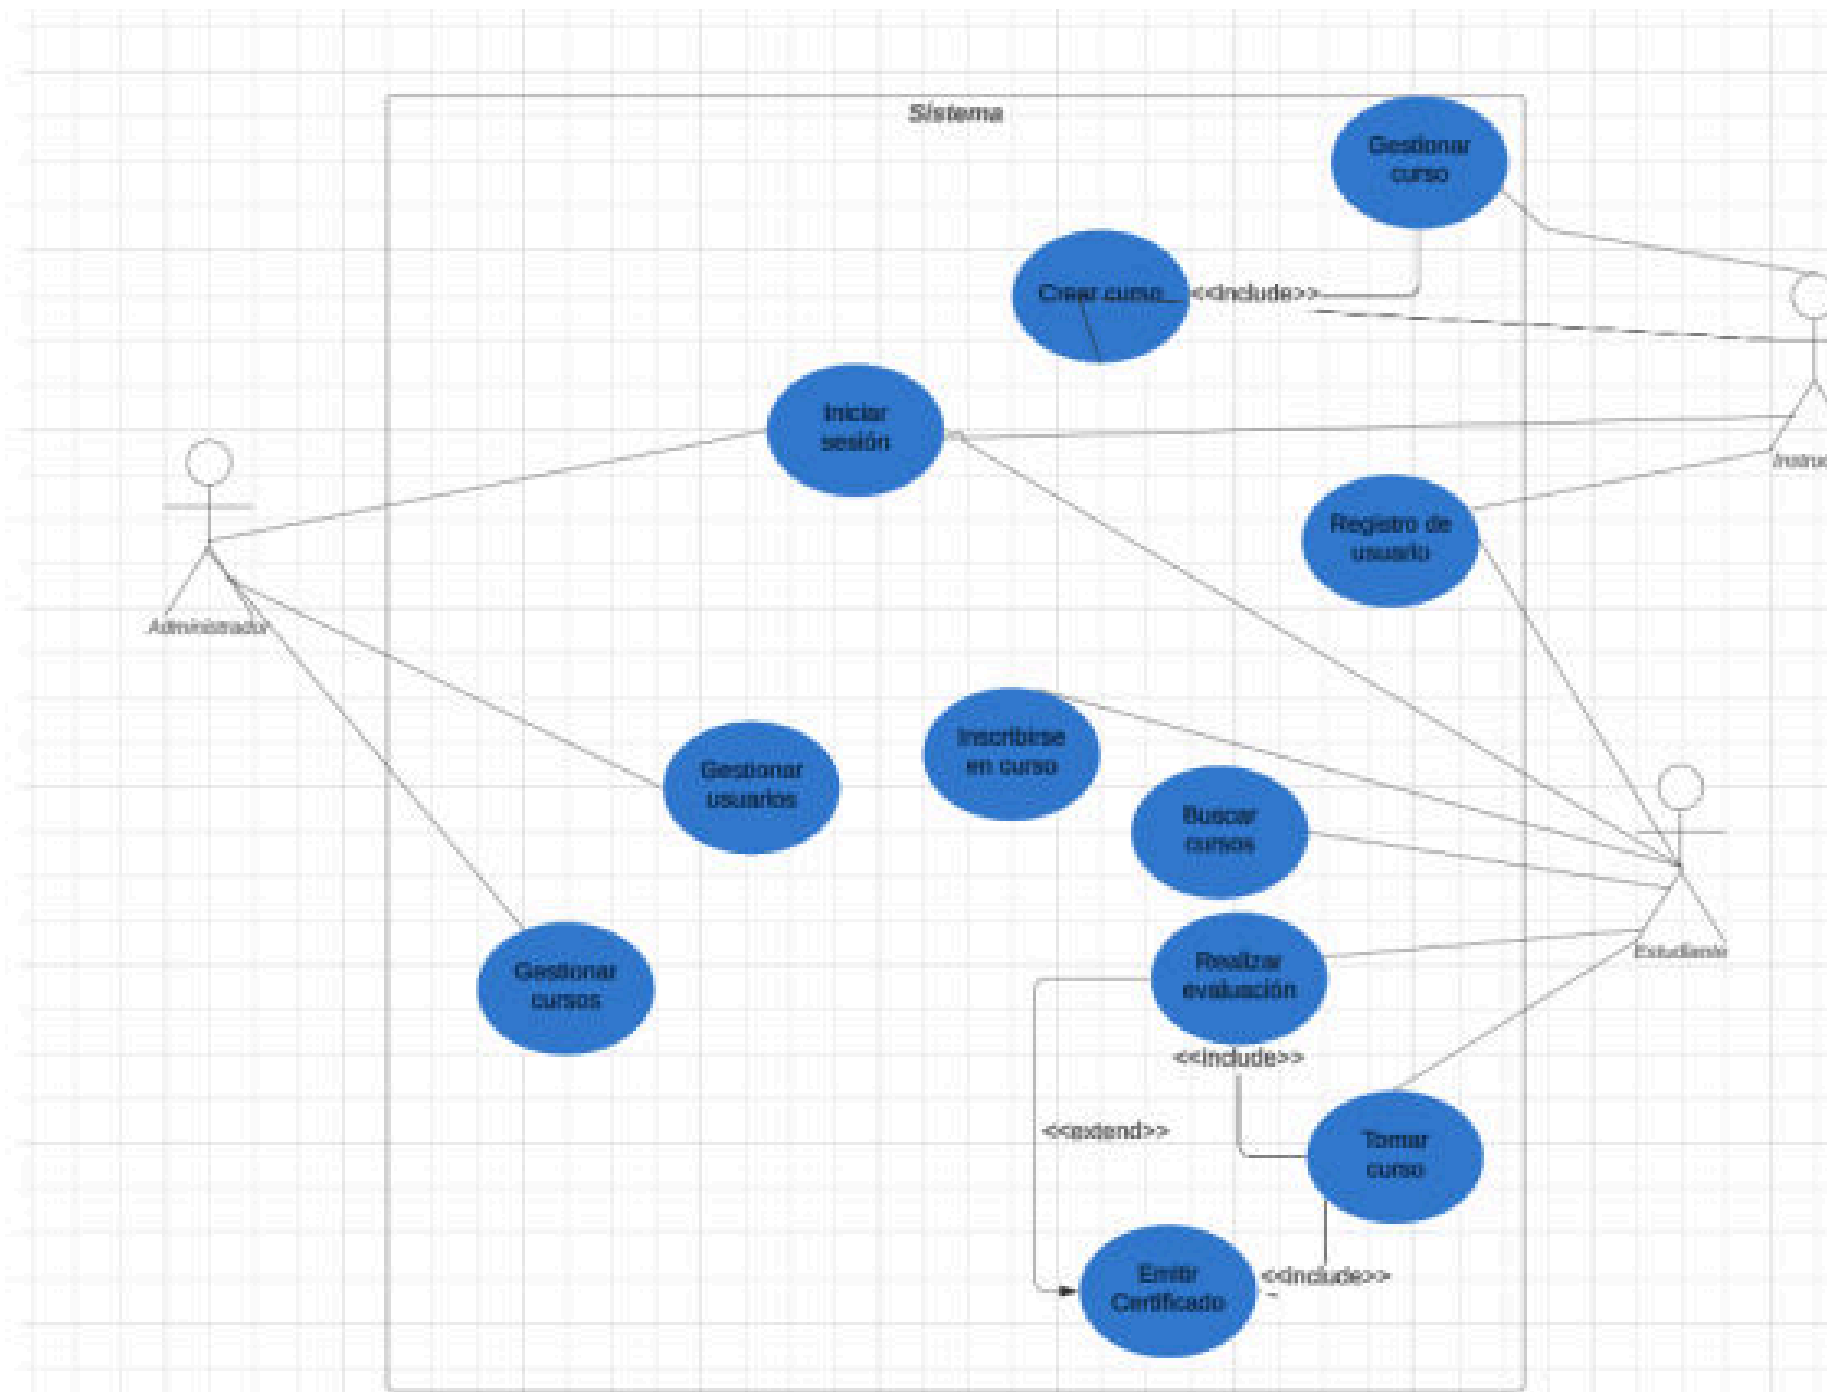 Sistema
Gestionar
curso
Crear curso
<<include>>
Iniciar
sesión
Instruc
Registro de
usuario
Administrador
Inscribirse
en curso
Gestionar
usuarios
Buscar
cursos
Estudiante
Realizar
evaluación
Gestionar
cursos
<<include>>
<<extend>>
Tomar
curso
Emitir
Certificado
<<include>>